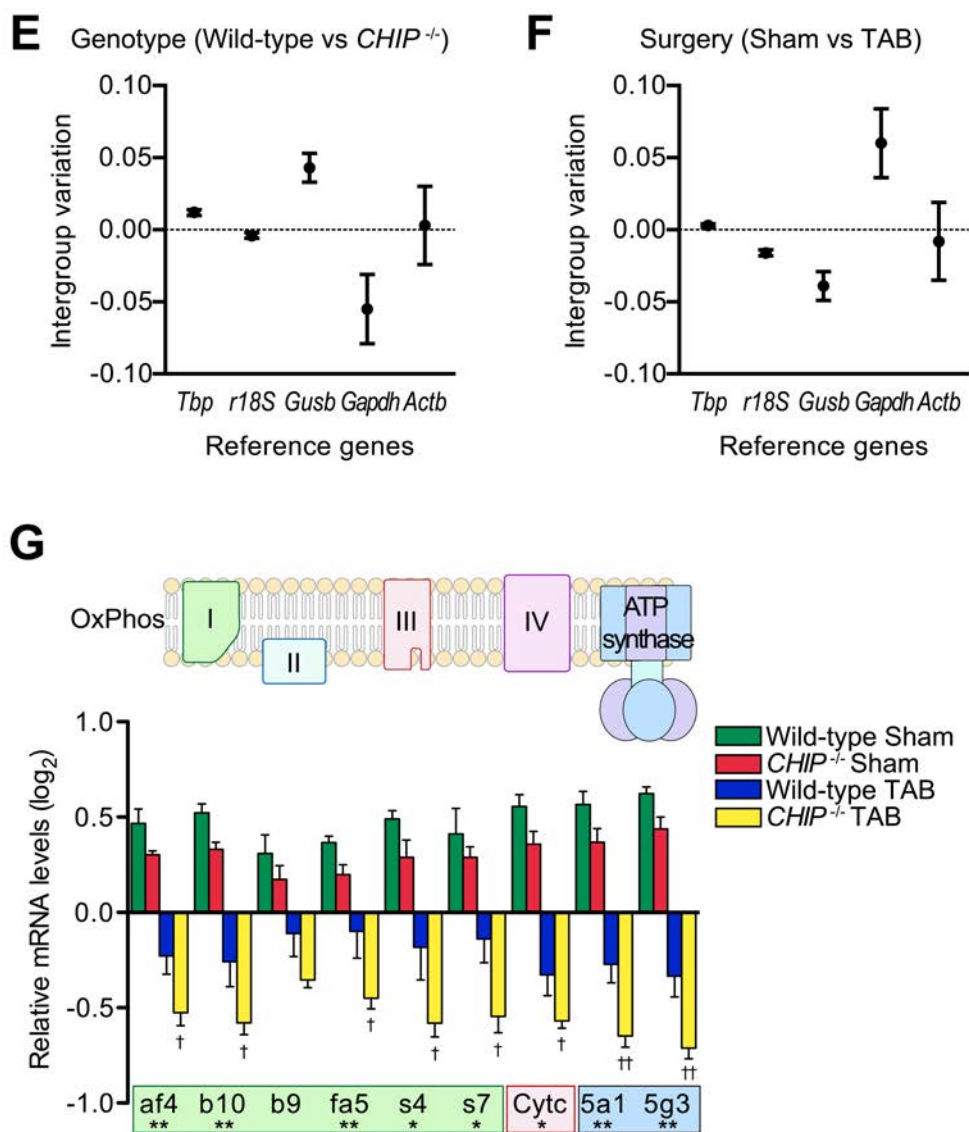 E Genotype (Wild-type vs CHIP -/-)
Intergroup variation
0.10
0.05
0.00
-0.05
-0.10
Tbp r18S Gusb Gapdh Actb
Reference genes
F Surgery (Sham vs TAB)
Intergroup variation
0.10
0.05
0.00
-0.05
-0.10
Tbp r18S Gusb Gapdh Actb
Reference genes
G
OxPhos
I
II
III
IV
ATP
synthase
Relative mRNA levels (log2)
1.0
0.5
0.0
-0.5
-1.0
Wild-type Sham
CHIP -/- Sham
Wild-type TAB
CHIP -/- TAB
† † † † † † †† ††
af4 b10 b9 fa5 s4 s7 Cytc 5a1 5g3
** ** ** * * * ** **